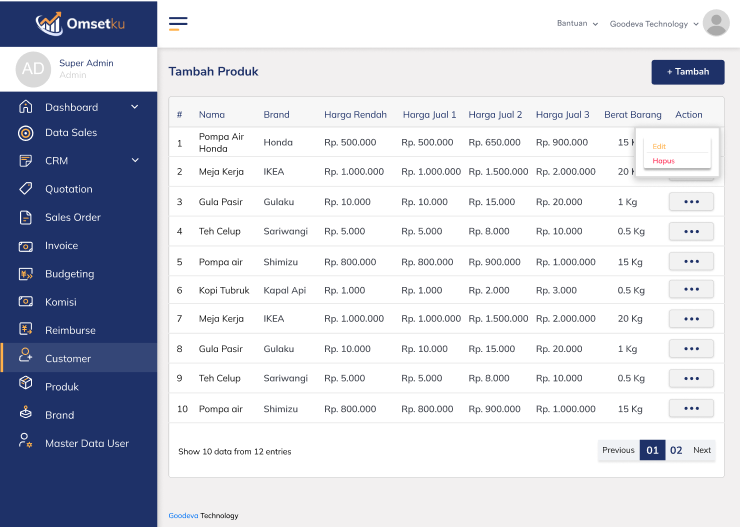 Omsetku
Bantuan
Goodeva Technology
AD
Super Admin
Admin
Dashboard
Data Sales
CRM
Quotation
Sales Order
Invoice
Budgeting
Komisi
Reimburse
Customer
Produk
Brand
Master Data User
Tambah Produk
+ Tambah
# Nama Brand Harga Rendah Harga Jual 1 Harga Jual 2 Harga Jual 3 Berat Barang Action
1 Pompa Air Honda Honda Rp. 500.000 Rp. 500.000 Rp. 650.000 Rp. 900.000 15
Edit
Hapus
2 Meja Kerja IKEA Rp. 1.000.000 Rp. 1.000.000 Rp. 1.500.000 Rp. 2.000.000 20
3 Gula Pasir Gulaku Rp. 10.000 Rp. 10.000 Rp. 15.000 Rp. 20.000 1 Kg
4 Teh Celup Sariwangi Rp. 5.000 Rp. 5.000 Rp. 8.000 Rp. 10.000 0.5 Kg
5 Pompa air Shimizu Rp. 800.000 Rp. 800.000 Rp. 900.000 Rp. 1.000.000 15 Kg
6 Kopi Tubruk Kapal Api Rp. 1.000 Rp. 1.000 Rp. 2.000 Rp. 3.000 0.5 Kg
7 Meja Kerja IKEA Rp. 1.000.000 Rp. 1.000.000 Rp. 1.500.000 Rp. 2.000.000 20 Kg
8 Gula Pasir Gulaku Rp. 10.000 Rp. 10.000 Rp. 15.000 Rp. 20.000 1 Kg
9 Teh Celup Sariwangi Rp. 5.000 Rp. 5.000 Rp. 8.000 Rp. 10.000 0.5 Kg
10 Pompa air Shimizu Rp. 800.000 Rp. 800.000 Rp. 900.000 Rp. 1.000.000 15 Kg
Show 10 data from 12 entries
Previous 01 02 Next
Goodeva Technology